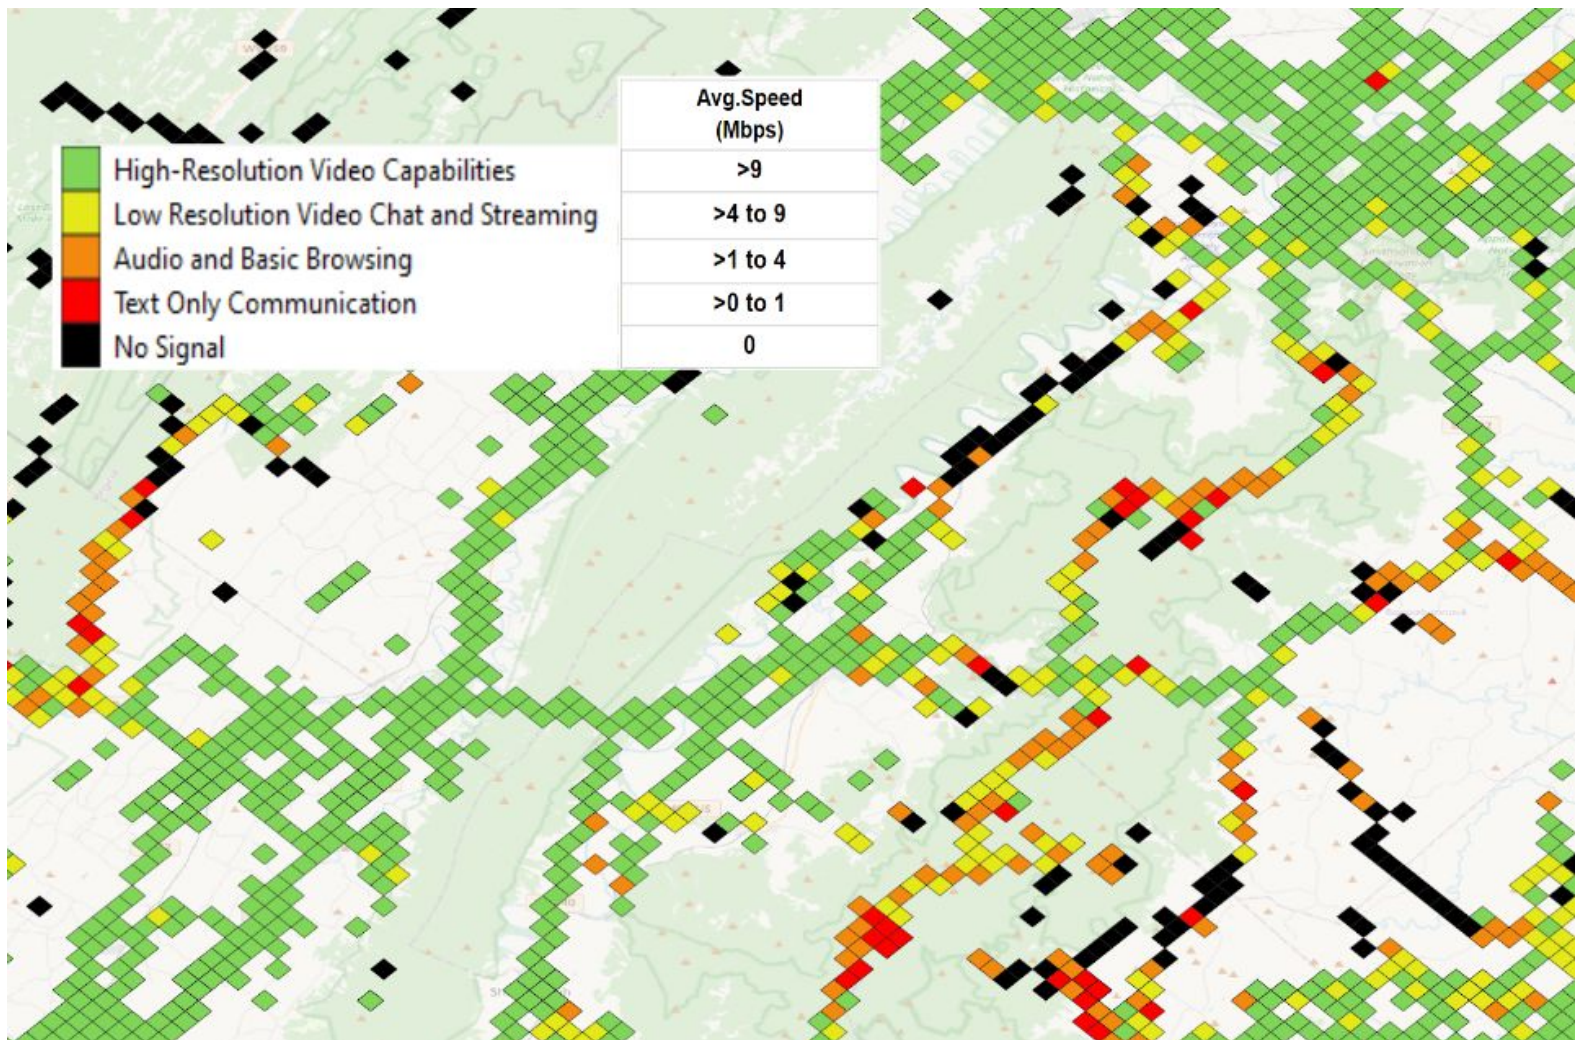 Avg.Speed
(Mbps)
High-Resolution Video Capabilities >9
Low Resolution Video Chat and Streaming >4 to 9
Audio and Basic Browsing >1 to 4
Text Only Communication >0 to 1
No Signal 0